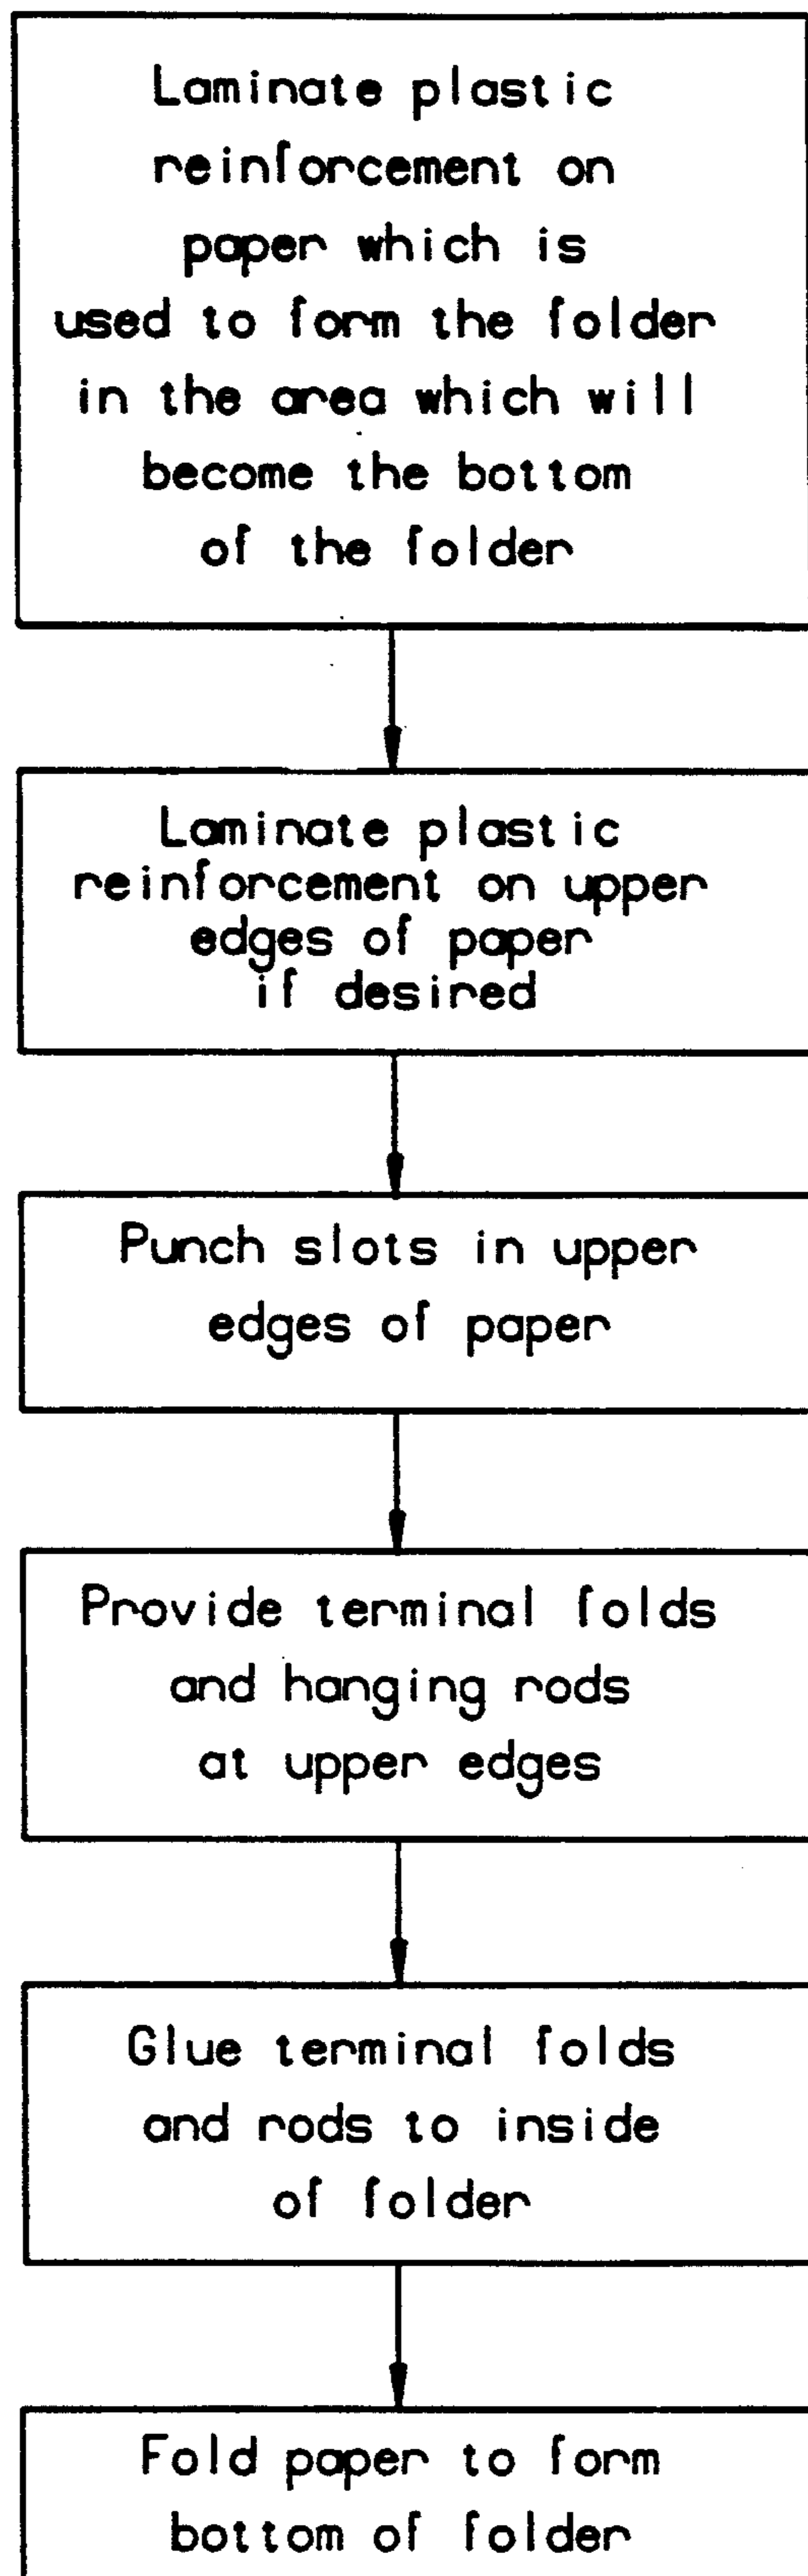 Laminate plastic
reinforcement on
paper which is
used to form the folder
in the area which will
become the bottom
of the folder
Laminate plastic
reinforcement on upper
edges of paper
if desired
Punch slots in upper
edges of paper
Provide terminal folds
and hanging rods
at upper edges
Glue terminal folds
and rods to inside
of folder
Fold paper to form
bottom of folder